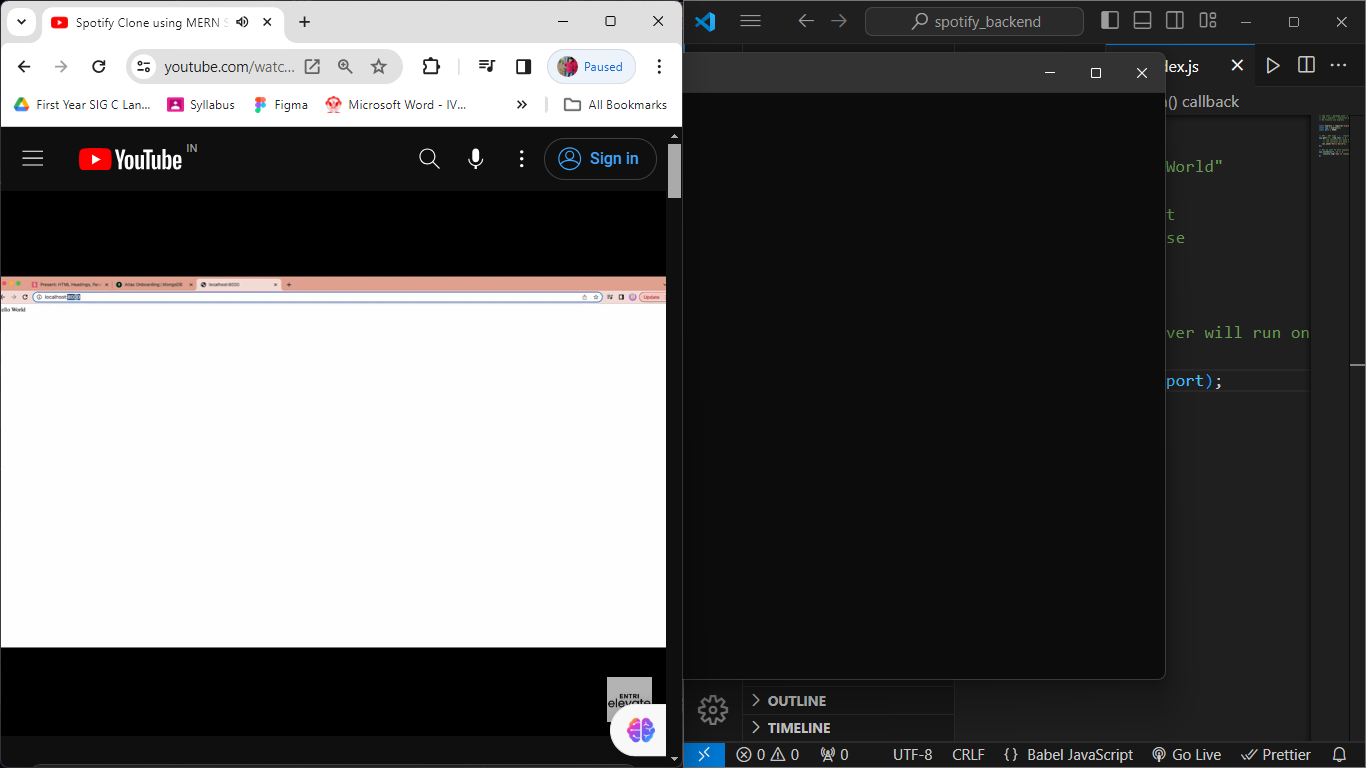 Spotify Clone using MERN S
youtube.com/watc...
Paused
First Year SIG C Lan...
Syllabus
Figma
Microsoft Word - IV...
»
All Bookmarks
YouTube IN
Sign in
Present: HTML Headings, Par
Atlas Onboarding | MongoDB
localhost:8000
localhost:8000
Update
ello World
ENTRI
elevate
spotify_backend
dex.js
() callback
World"
t
se
ver will run on
port);
OUTLINE
TIMELINE
0 0 0
UTF-8
CRLF
{ } Babel JavaScript
Go Live
Prettier